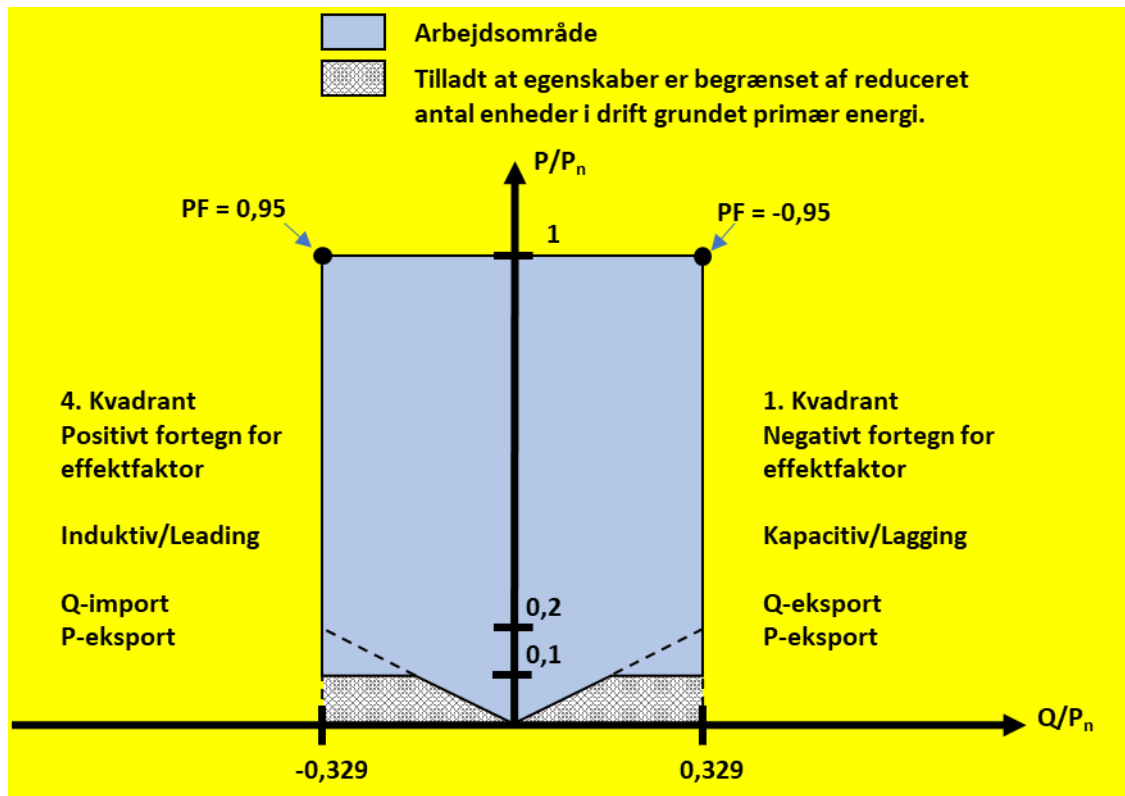 Arbejdsområde
Tilladt at egenskaber er begrænset af reduceret
antal enheder i drift grundet primær energi.
P/Pn
PF = 0,95
PF = -0,95
1
4. Kvadrant
Positivt fortegn for
effektfaktor
Induktiv/Leading
Q-import
P-eksport
1. Kvadrant
Negativt fortegn for
effektfaktor
Kapacitiv/Lagging
Q-eksport
P-eksport
0,2
0,1
Q/Pn
-0,329
0,329